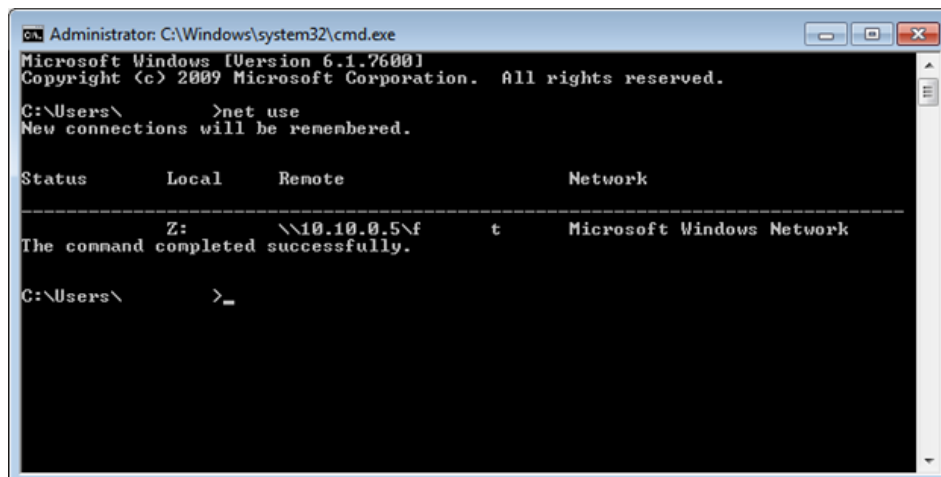 Administrator: C:\Windows\system32\cmd.exe
Microsoft Windows [Version 6.1.7600]
Copyright (c) 2009 Microsoft Corporation.  All rights reserved.
C:\Users\        >net use
New connections will be remembered.
Status       Local     Remote                    Network
             Z:        \\10.10.0.5\f      t      Microsoft Windows Network
The command completed successfully.
C:\Users\        >_